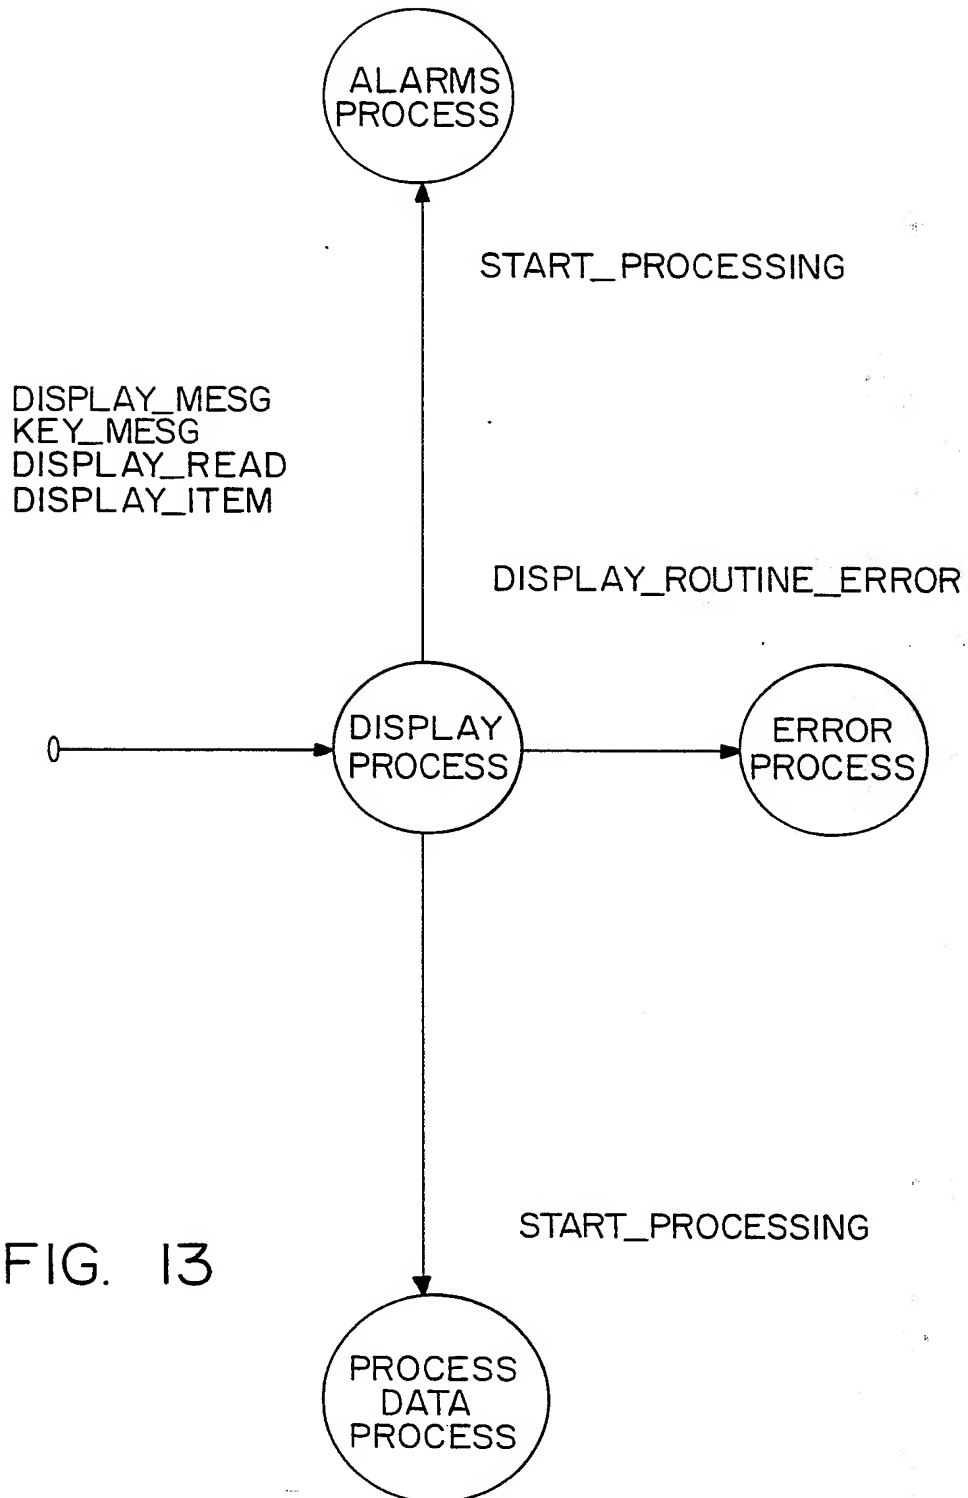 ALARMS
PROCESS
START_PROCESSING
DISPLAY_MESG
KEY_MESG
DISPLAY_READ
DISPLAY_ITEM
DISPLAY_ROUTINE_ERROR
DISPLAY
PROCESS
ERROR
PROCESS
START_PROCESSING
FIG. 13
PROCESS
DATA
PROCESS